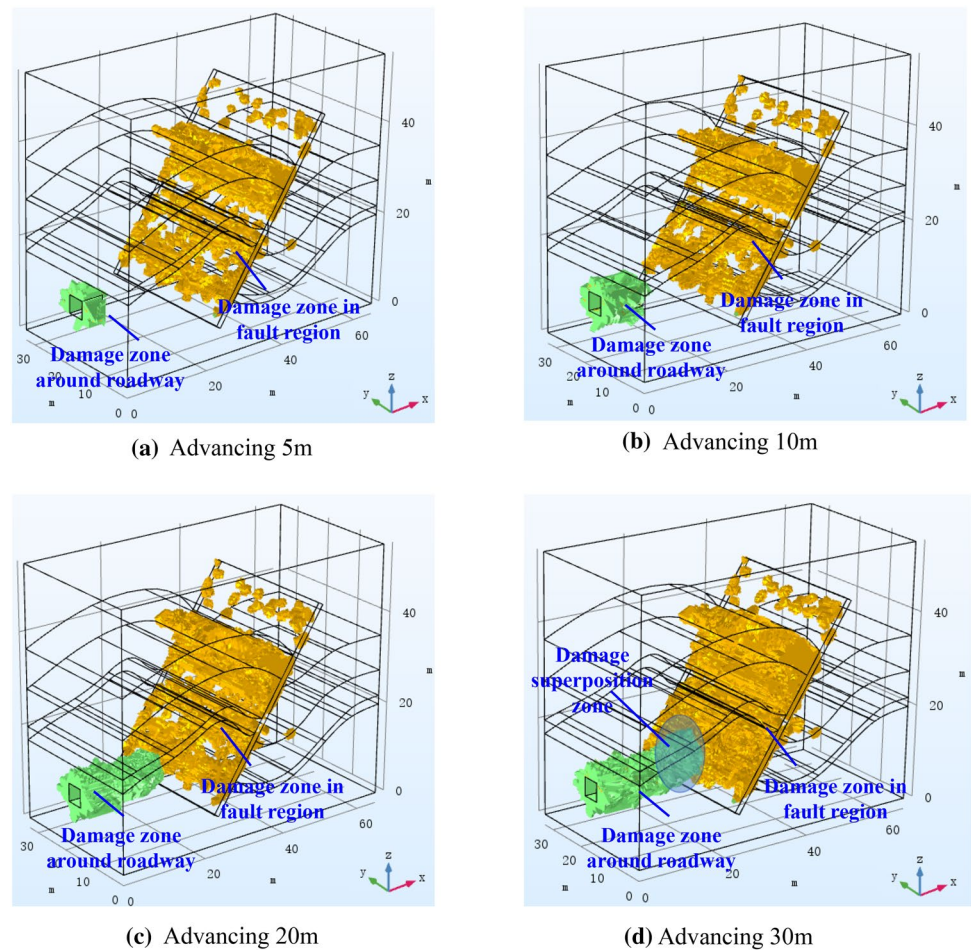 40
m
20
0
Damage zone in
fault region
60
40
20
m
0
30
Damage zone
around roadway
10
m
0
z
y
x
(a) Advancing 5m
40
m
20
0
Damage zone in
fault region
60
40
m
20
0
30
20
Damage zone
around roadway
10
m
0
z
y
x
(b) Advancing 10m
40
m
20
0
Damage zone in
fault region
60
40
m
20
0
30
Damage zone
around roadway
10
m
0
z
y
x
(c) Advancing 20m
40
m
20
0
Damage
superposition
zone
Damage zone in
fault region
60
40
m
20
0
30
20
Damage zone
around roadway
10
m
0
z
y
x
(d) Advancing 30m